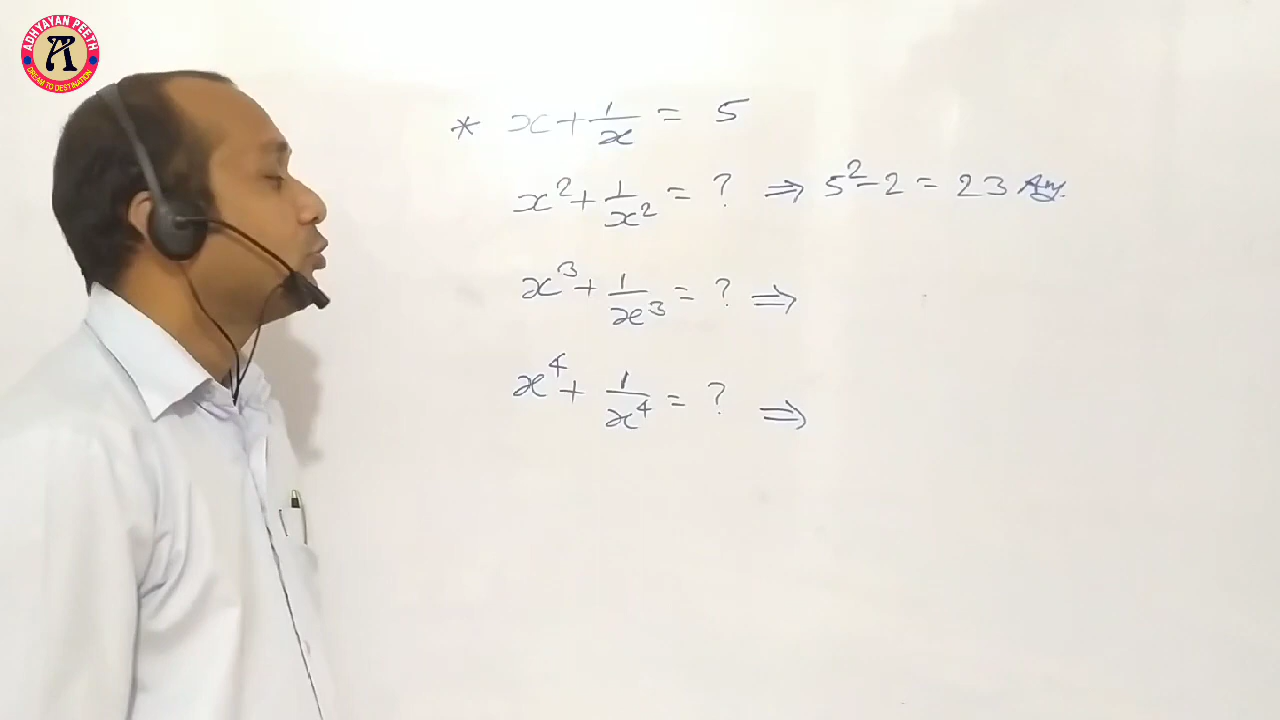 ADHYAYAN PEETH
A
DREAM TO DESTINATION
* x + 1/x = 5
x² + 1/x² = ? ⇒ 5² - 2 = 23 Ans.
x³ + 1/x³ = ? ⇒
x⁴ + 1/x⁴ = ? ⇒